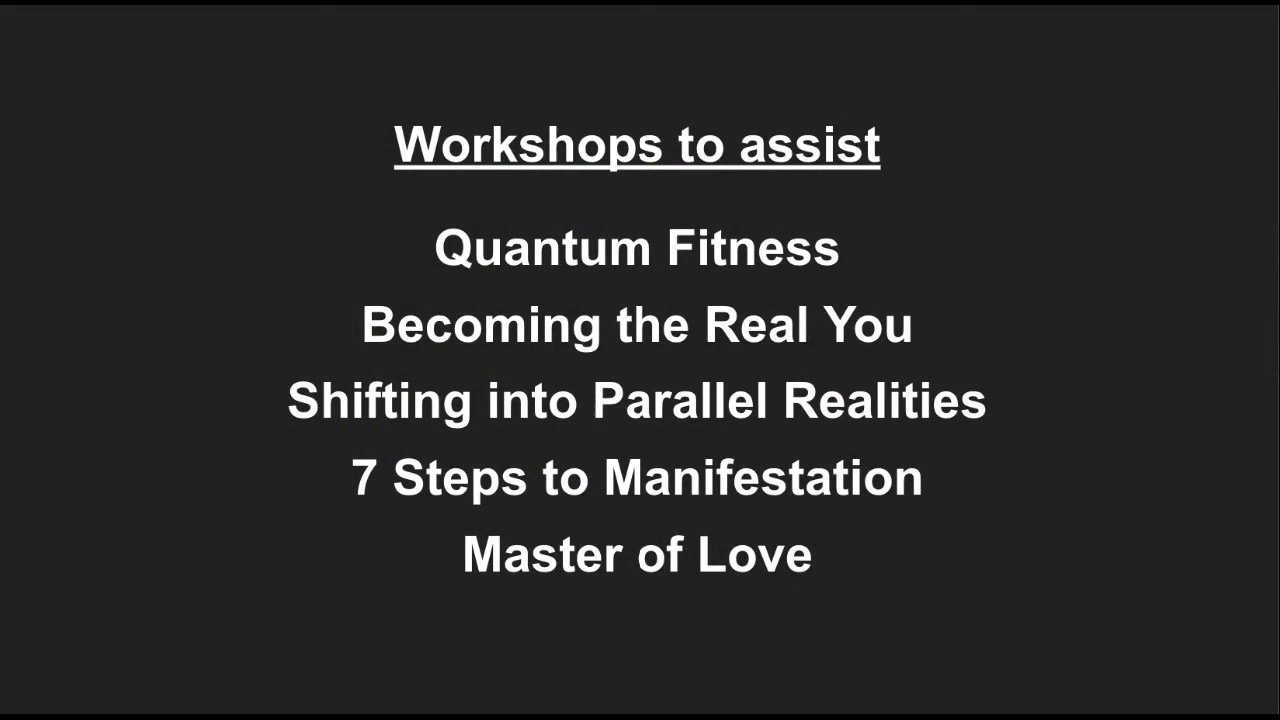 Workshops to assist
Quantum Fitness
Becoming the Real You
Shifting into Parallel Realities
7 Steps to Manifestation
Master of Love